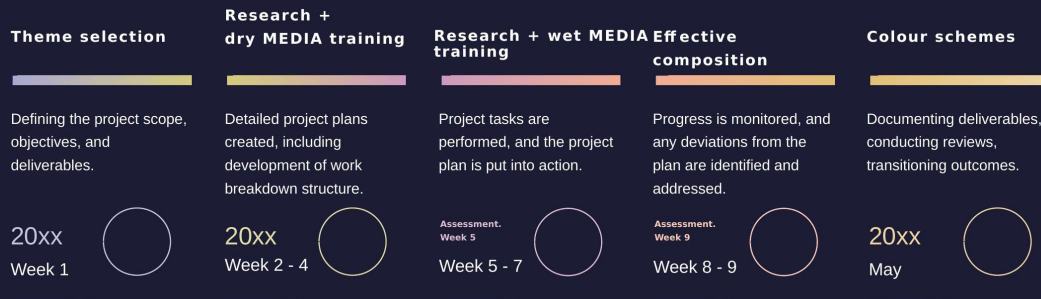 Theme selection
Defining the project scope,
objectives, and
deliverables.
20xx
Week 1
Research +
dry MEDIA training
Detailed project plans
created, including
development of work
breakdown structure.
20xx
Week 2 - 4
Research + wet MEDIA
training
Project tasks are
performed, and the project
plan is put into action.
Assessment.
Week 5
Week 5 - 7
Effective
composition
Progress is monitored, and
any deviations from the
plan are identified and
addressed.
Assessment.
Week 9
Week 8 - 9
Colour schemes
Documenting deliverables,
conducting reviews,
transitioning outcomes.
20xx
May